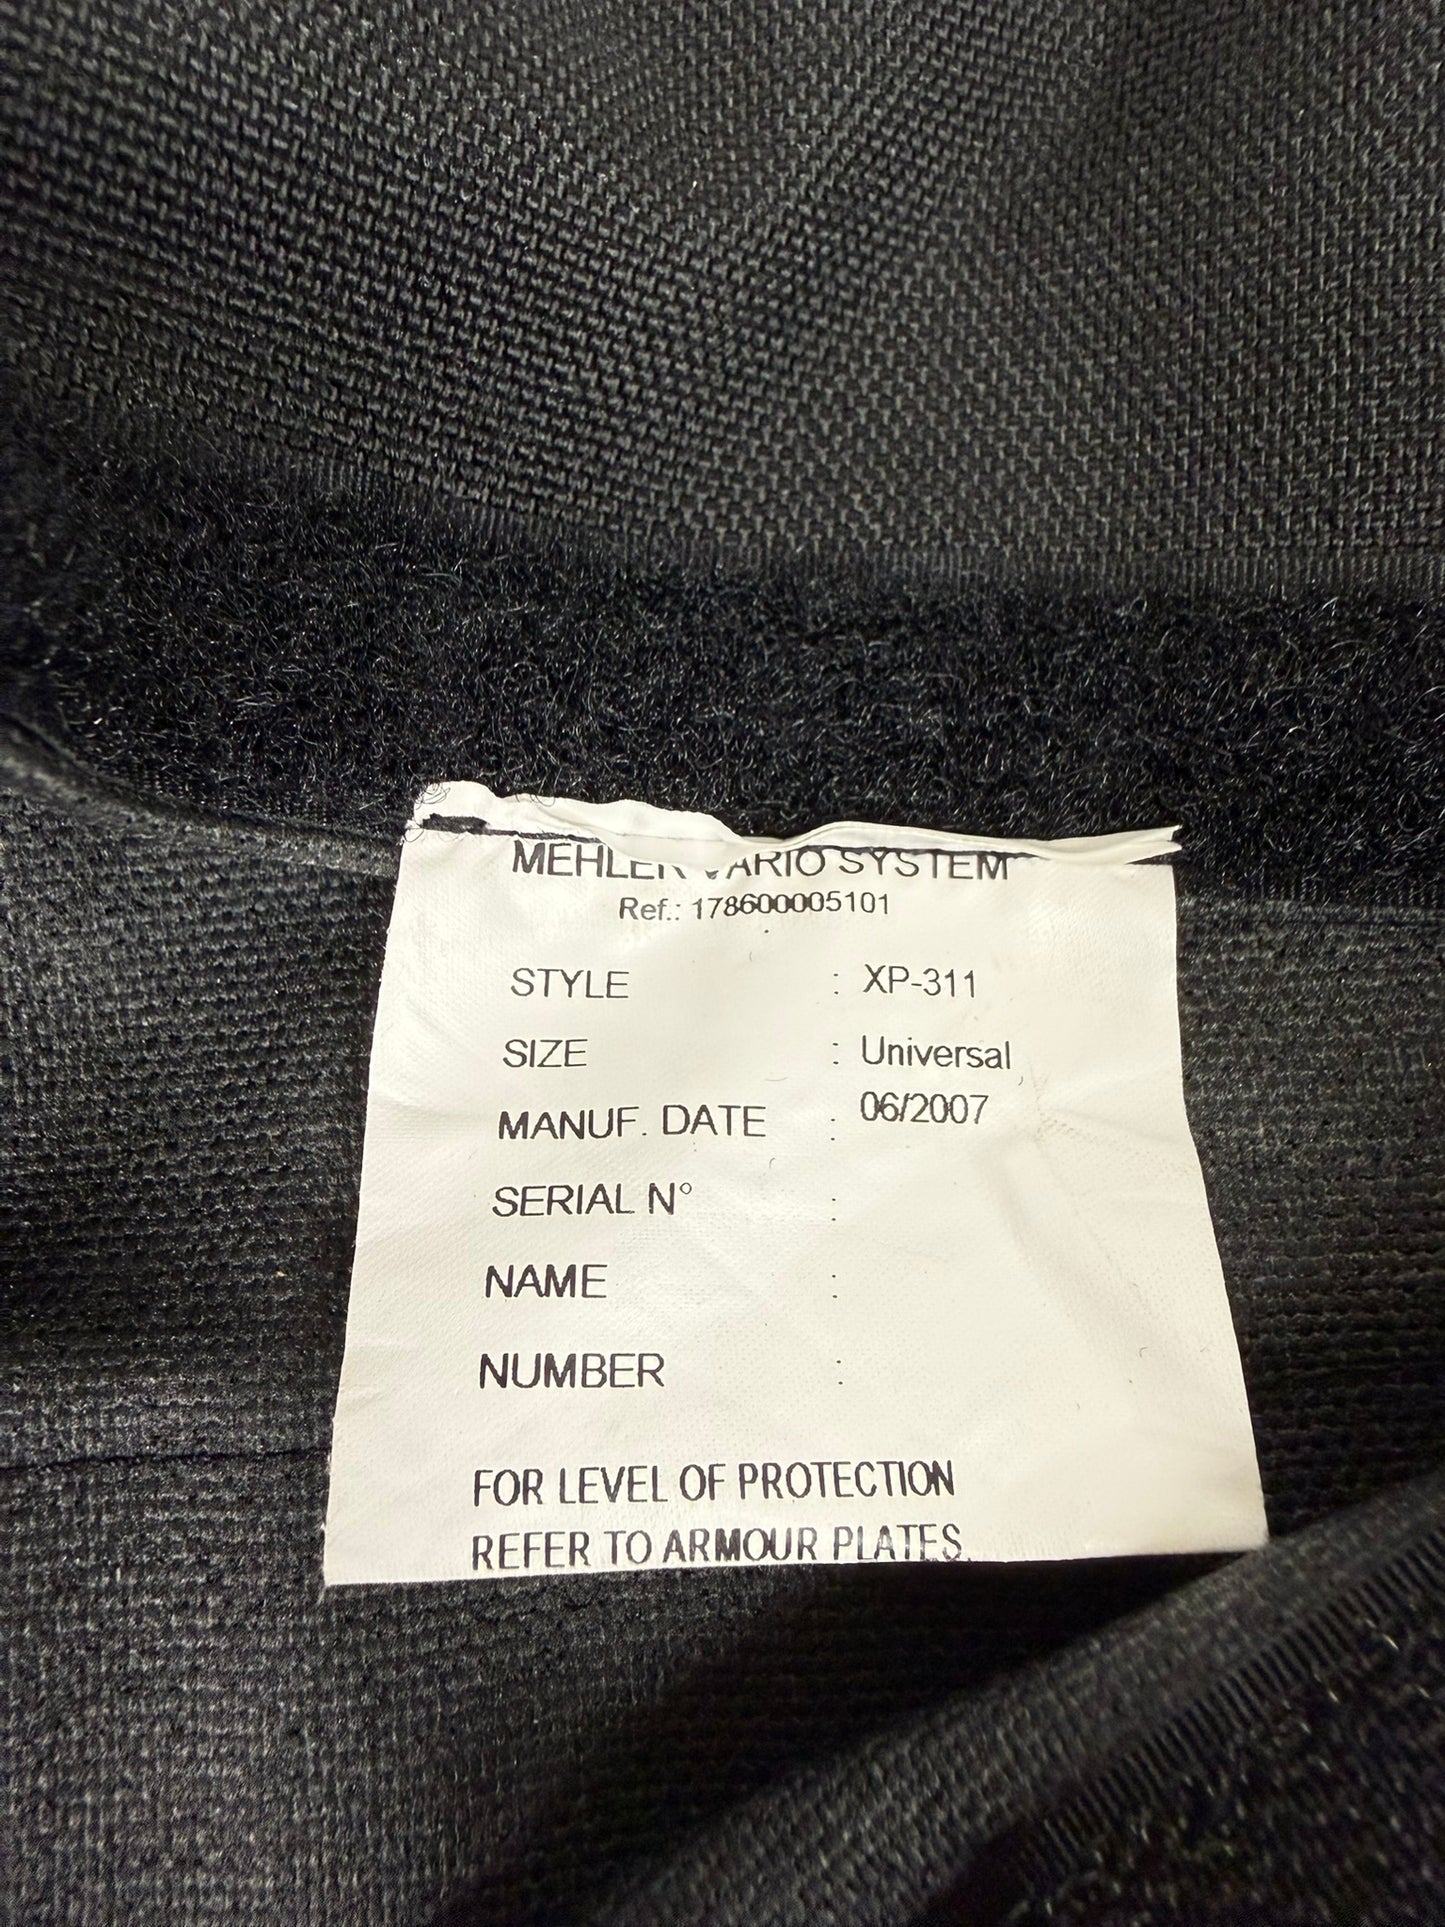 MEHLER VARIO SYSTEM
Ref.: 178600005101
STYLE : XP-311
SIZE : Universal
MANUF. DATE : 06/2007
SERIAL N° :
NAME :
NUMBER :
FOR LEVEL OF PROTECTION
REFER TO ARMOUR PLATES.